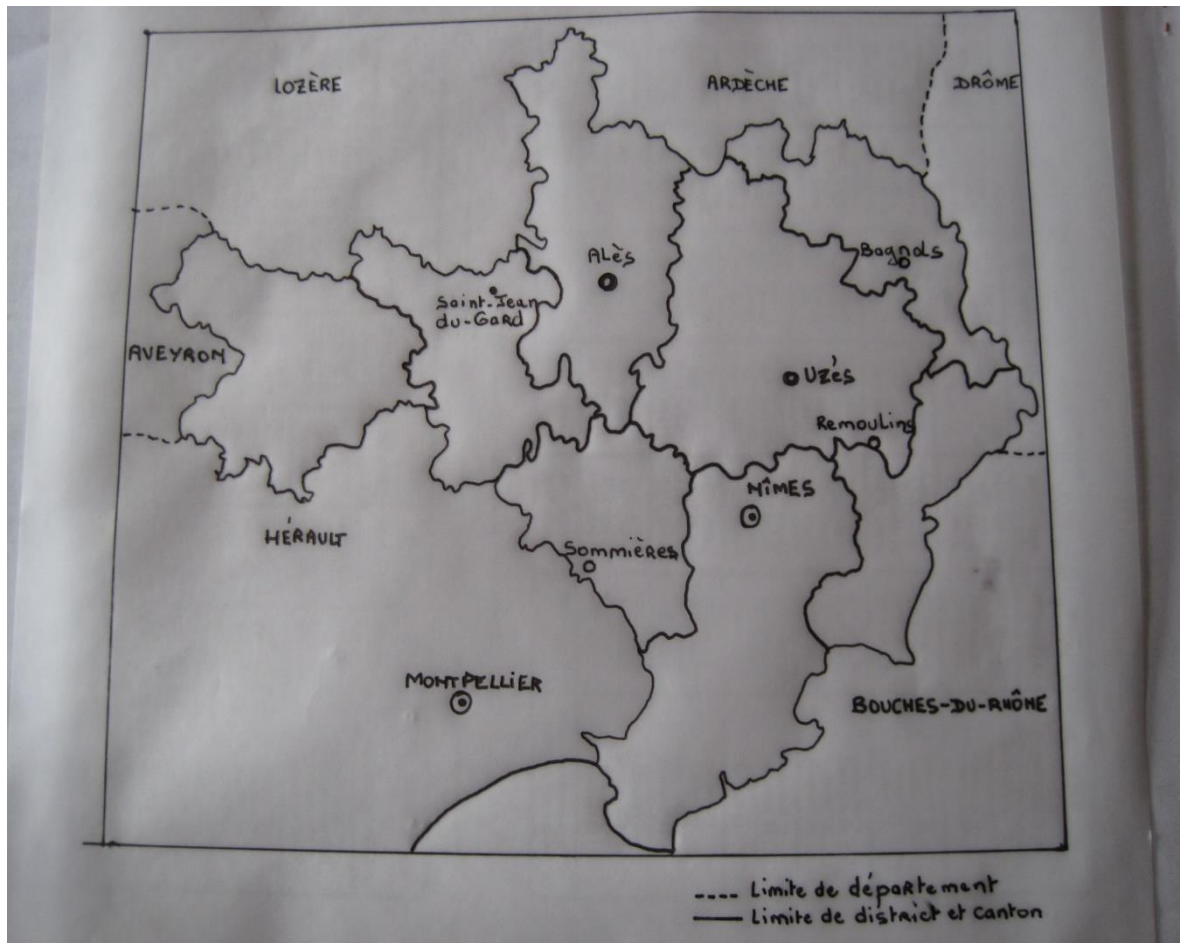 LOZÈRE
ARDÈCHE
DRÔME
Bagnols
ALÈS
Saint-Jean
du-Gard
AVEYRON
UZÈS
Remoulins
NÎMES
HÉRAULT
Sommières
MONTPELLIER
BOUCHES-DU-RHÔNE
Limite de département
Limite de district et canton